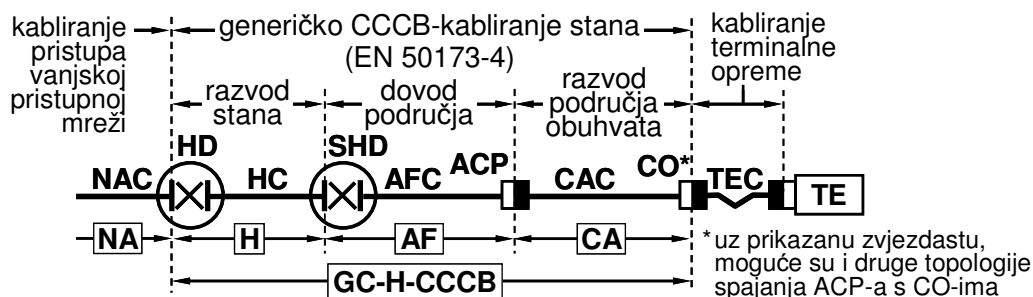 kabliranje
pristupa
vanjskoj
pristupnoj
mreži
generičko CCCB-kabliranje stana
(EN 50173-4)
kabliranje
terminalne
opreme
razvod
stana
dovod
područja
razvod
područja
obuhvata
HD
SHD
ACP
CO*
NAC
HC
AFC
CAC
TEC
TE
NA
H
AF
CA
GC-H-CCCB
*uz prikazanu zvjezdastu,
moguće su i druge topologije
spajanja ACP-a s CO-ima